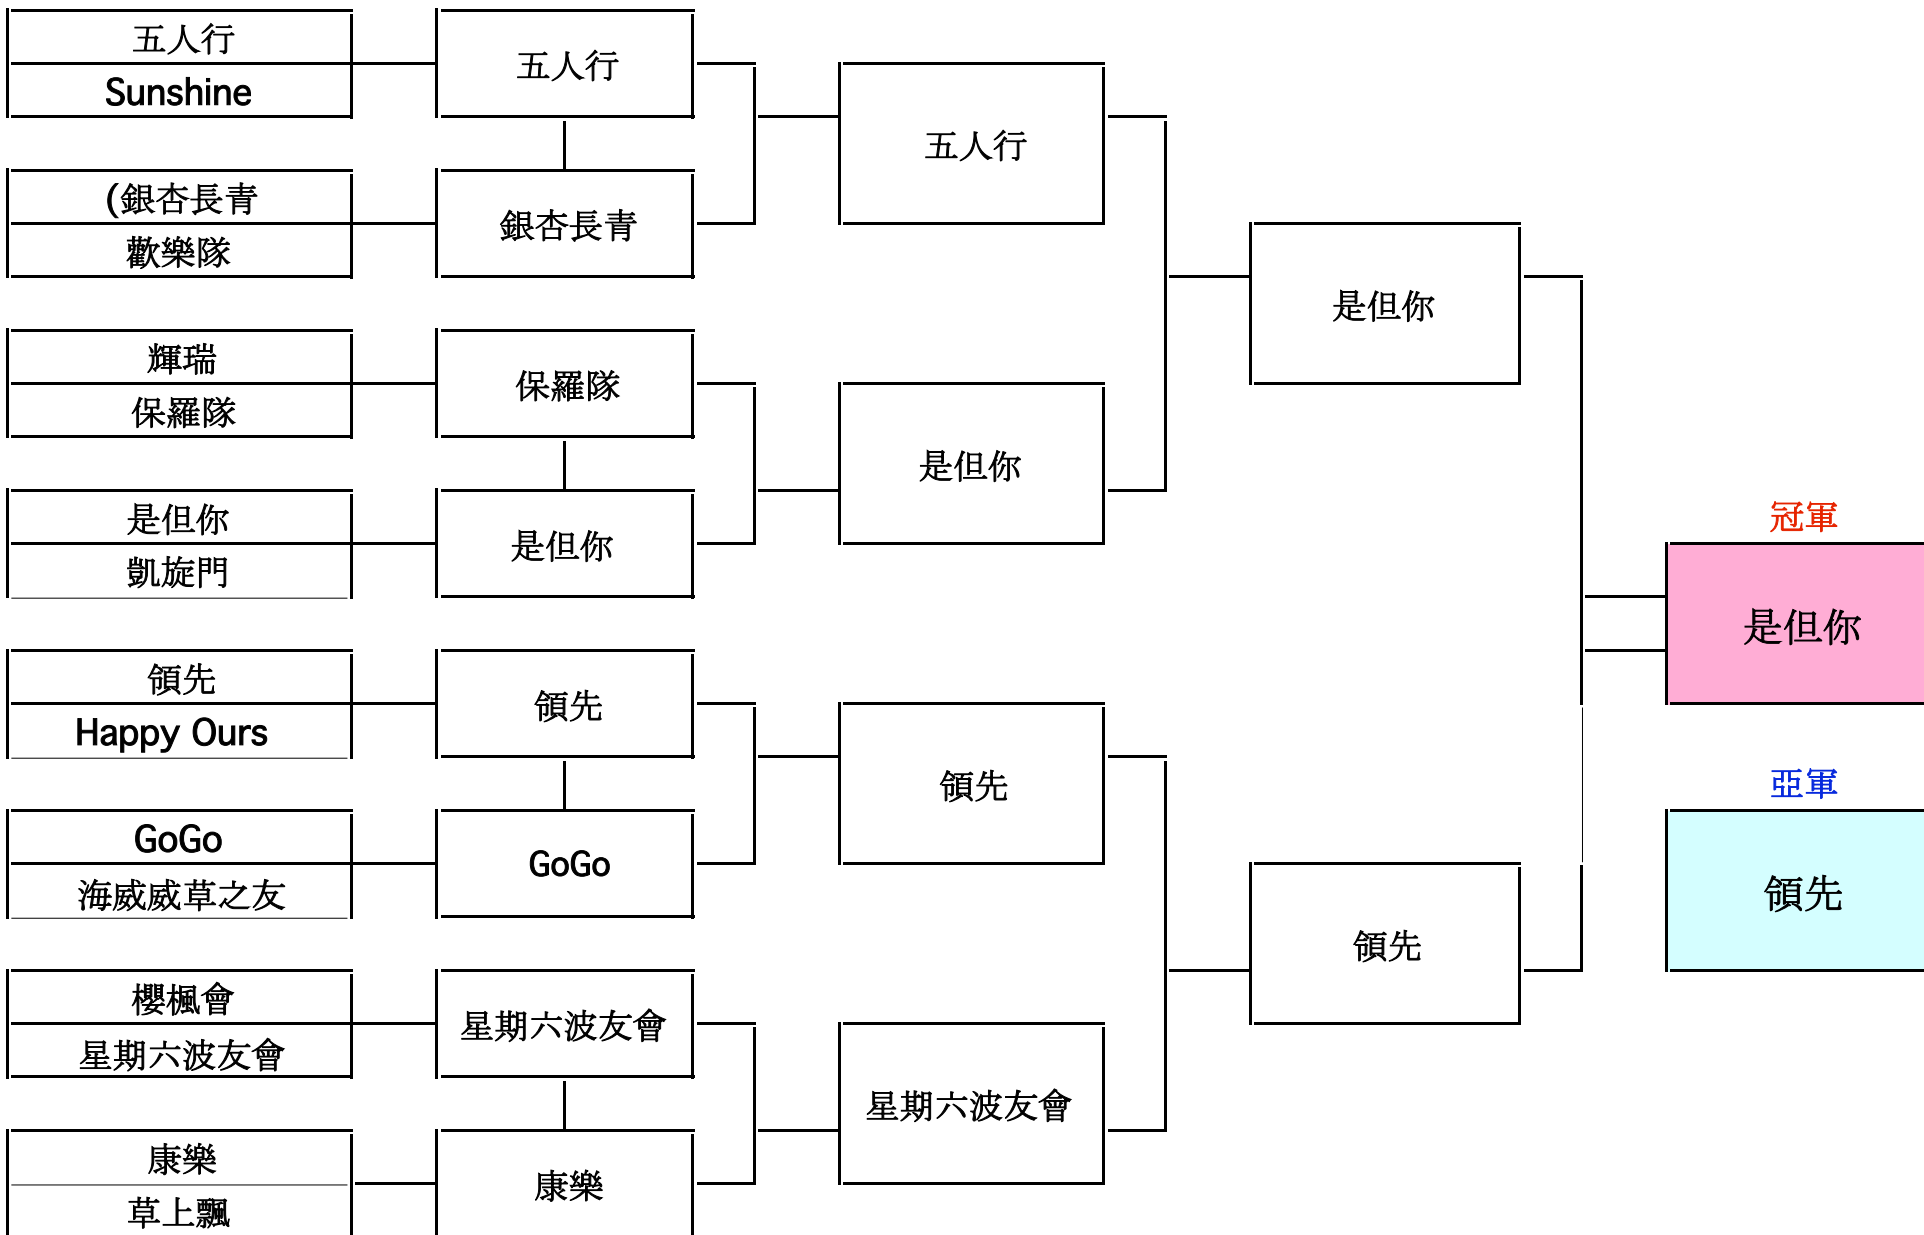 五人行
Sunshine
(銀杏長青
歡樂隊
輝瑞
保羅隊
是但你
凱旋門
領先
Happy Ours
GoGo
海威威草之友
櫻楓會
星期六波友會
康樂
草上飄
五人行
銀杏長青
保羅隊
是但你
領先
GoGo
星期六波友會
康樂
五人行
是但你
領先
星期六波友會
是但你
領先
冠軍
是但你
亞軍
領先